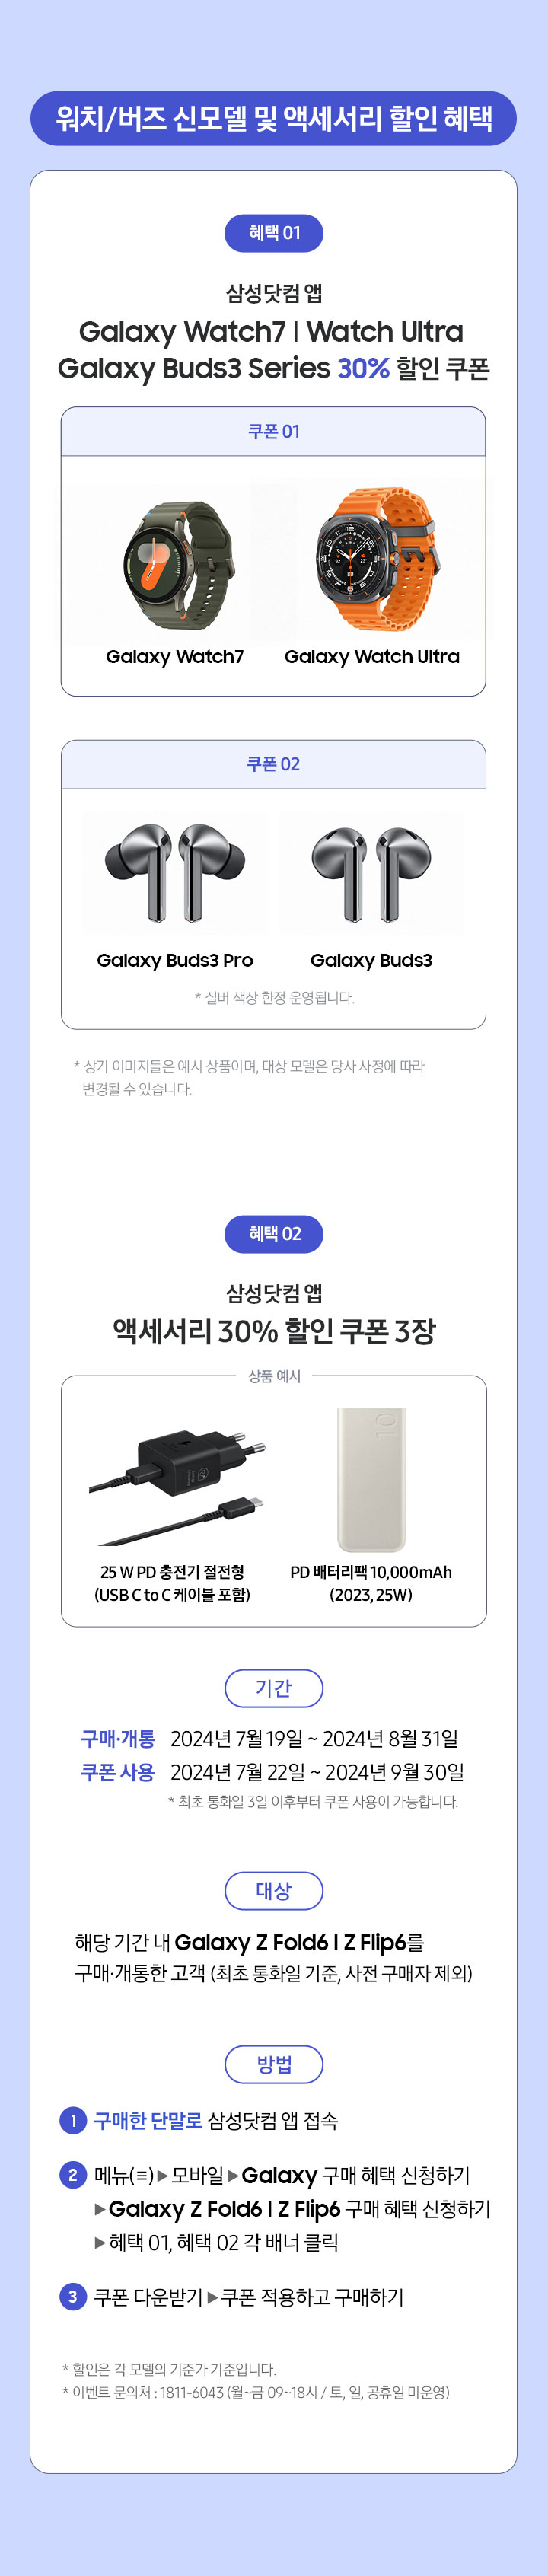 워치/버즈 신모델 및 액세서리 할인 혜택
혜택 01
삼성닷컴 앱
Galaxy Watch7 | Watch Ultra
Galaxy Buds3 Series 30% 할인 쿠폰
쿠폰 01
Galaxy Watch7
Galaxy Watch Ultra
쿠폰 02
Galaxy Buds3 Pro
Galaxy Buds3
* 실버 색상 한정 운영됩니다.
* 상기 이미지들은 예시 상품이며, 대상 모델은 당사 사정에 따라
변경될 수 있습니다.
혜택 02
삼성닷컴 앱
액세서리 30% 할인 쿠폰 3장
상품 예시
10
25 W PD 충전기 절전형
(USB C to C 케이블 포함)
PD 배터리팩 10,000mAh
(2023, 25W)
기간
구매·개통 2024년 7월 19일 ~ 2024년 8월 31일
쿠폰 사용 2024년 7월 22일 ~ 2024년 9월 30일
* 최초 통화일 3일 이후부터 쿠폰 사용이 가능합니다.
대상
해당 기간 내 Galaxy Z Fold6 | Z Flip6를
구매·개통한 고객 (최초 통화일 기준, 사전 구매자 제외)
방법
1 구매한 단말로 삼성닷컴 앱 접속
2 메뉴(≡)▶모바일▶Galaxy 구매 혜택 신청하기
▶Galaxy Z Fold6 | Z Flip6 구매 혜택 신청하기
▶혜택 01, 혜택 02 각 배너 클릭
3 쿠폰 다운받기▶쿠폰 적용하고 구매하기
* 할인은 각 모델의 기준가 기준입니다.
* 이벤트 문의처 : 1811-6043 (월~금 09~18시 / 토, 일, 공휴일 미운영)